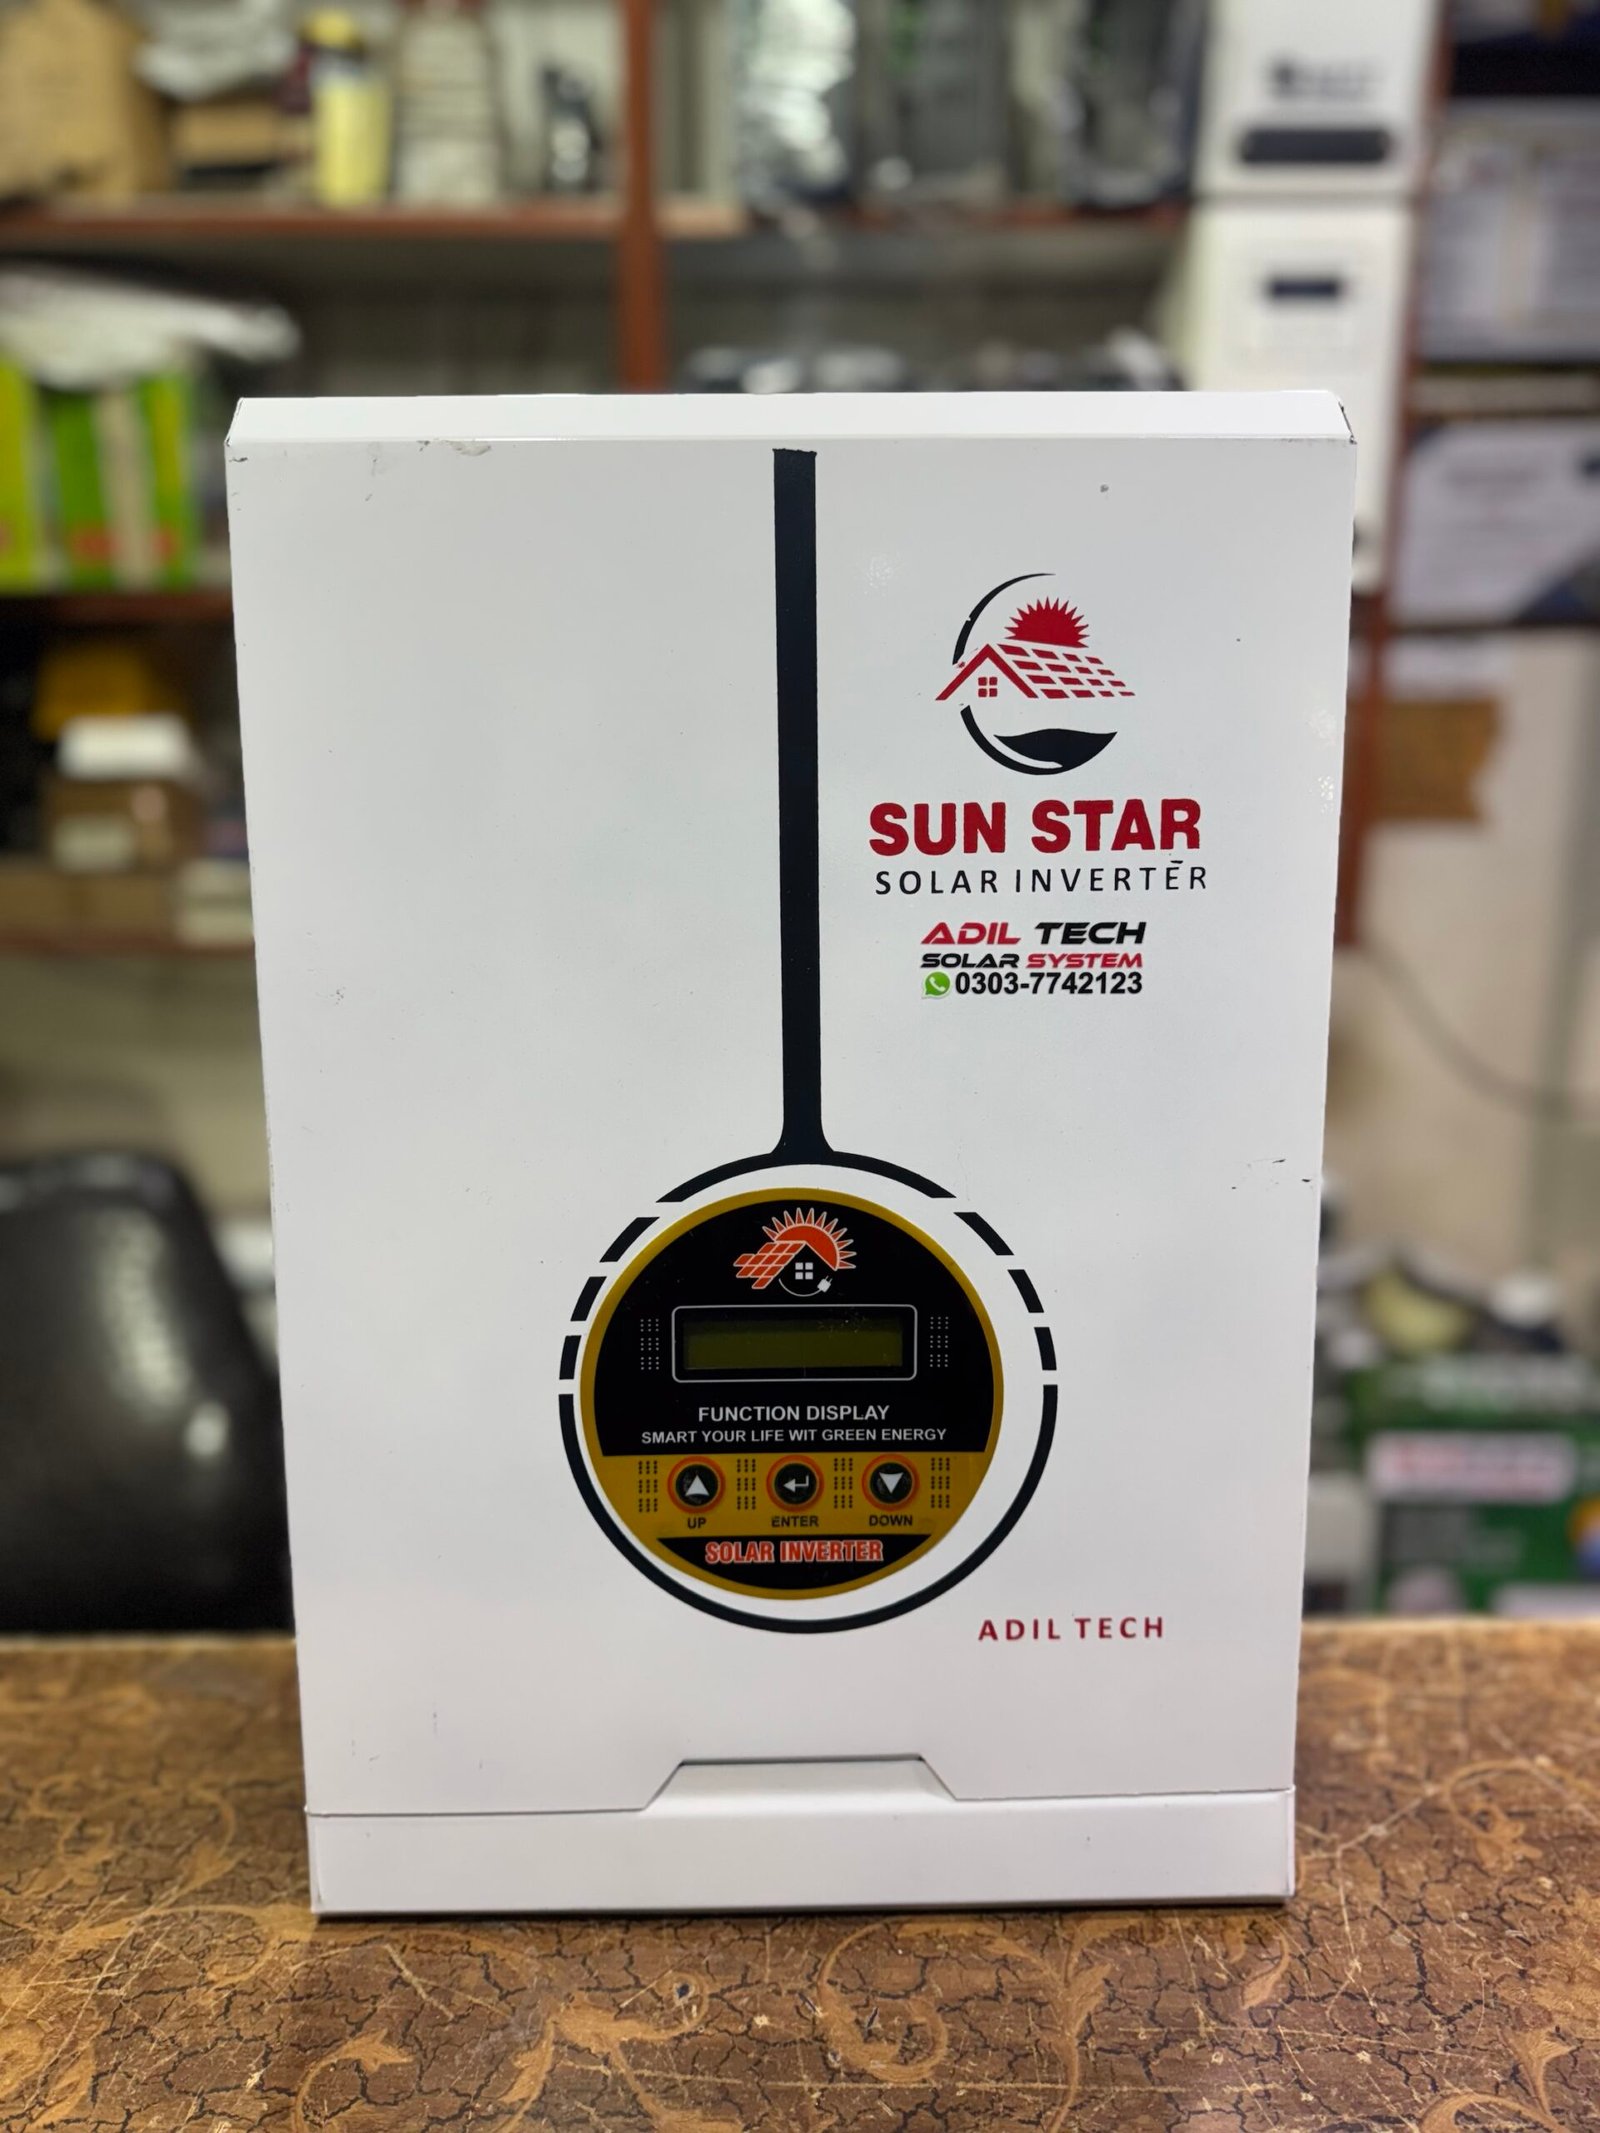 SUN STAR
SOLAR INVERTER
ADIL TECH
SOLAR SYSTEM
0303-7742123
FUNCTION DISPLAY
SMART YOUR LIFE WIT GREEN ENERGY
UP ENTER DOWN
SOLAR INVERTER
ADIL TECH